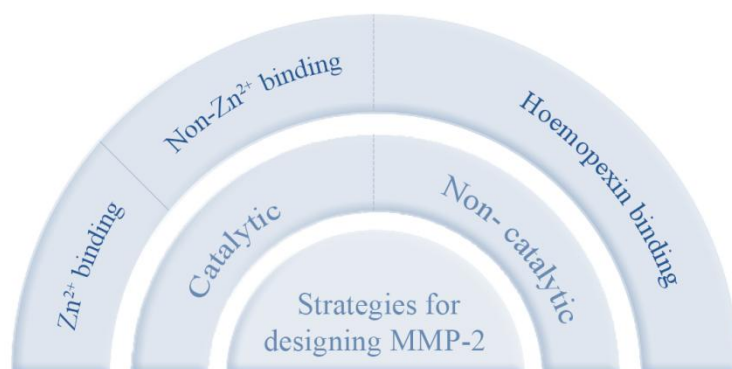 Zn²⁺ binding
Non-Zn²⁺ binding
Hoemopexin binding
Catalytic
Non- catalytic
Strategies for
designing MMP-2